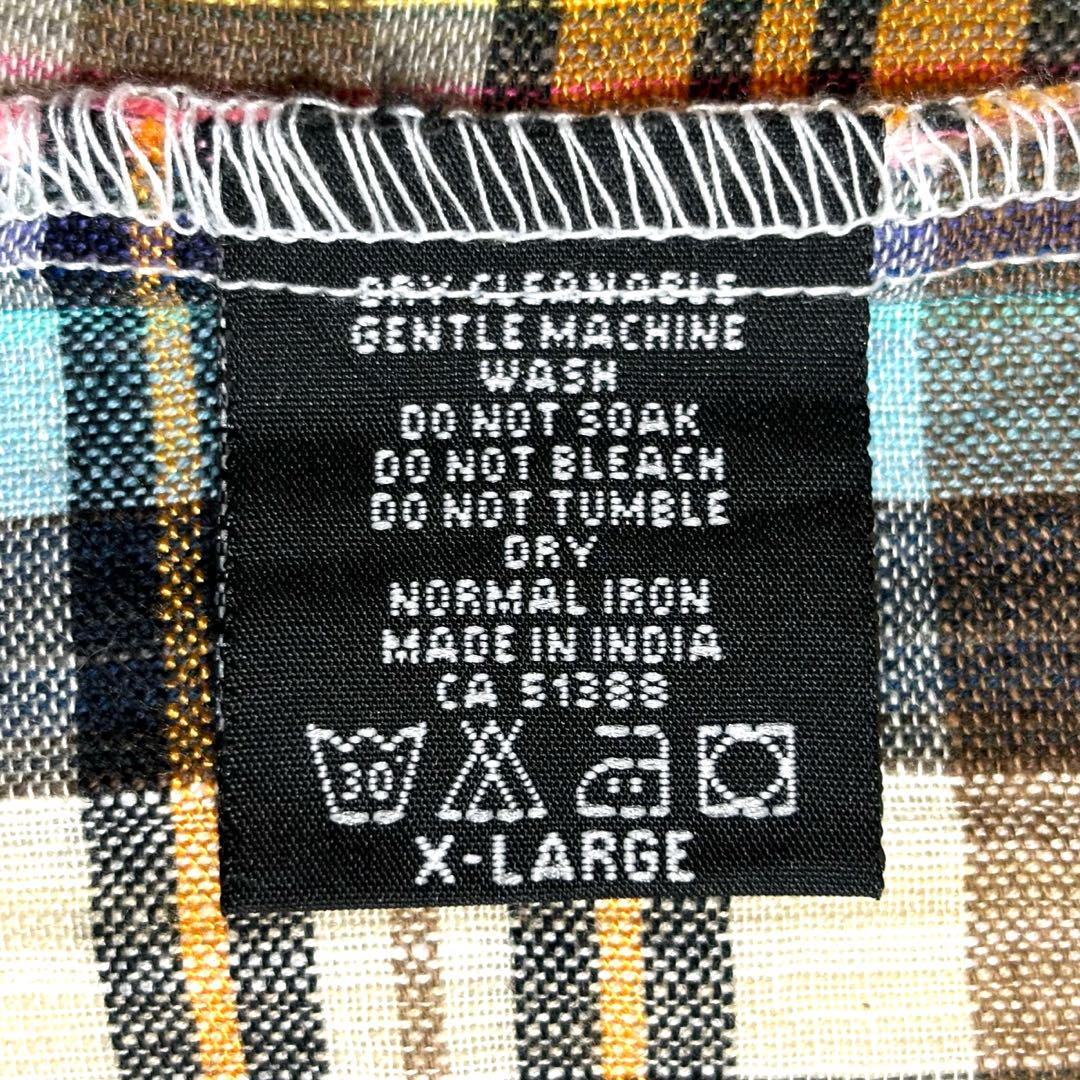 DRY CLEANABLE
GENTLE MACHINE
WASH
DO NOT SOAK
DO NOT BLEACH
DO NOT TUMBLE
DRY
NORMAL IRON
MADE IN INDIA
CA 51388
30
X-LARGE